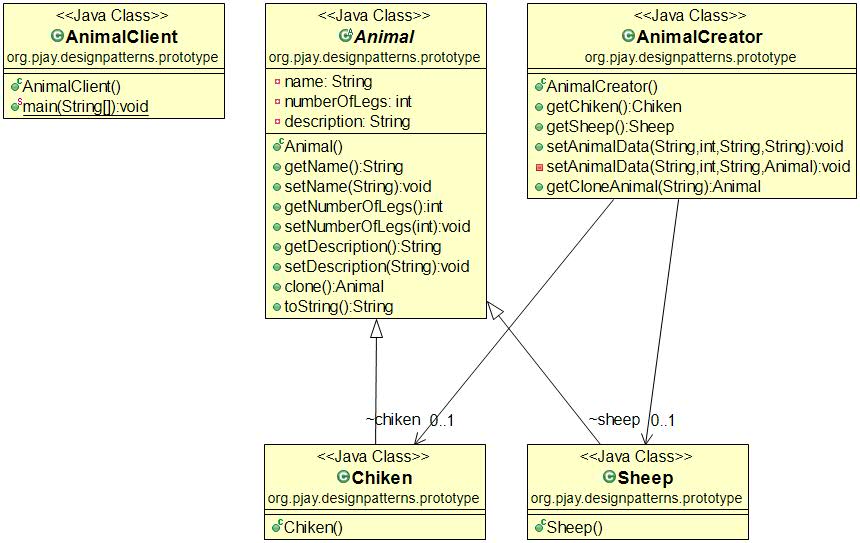 <<Java Class>>
AnimalClient
org.pjay.designpatterns.prototype
AnimalClient()
main(String[]):void
<<Java Class>>
Animal
org.pjay.designpatterns.prototype
name: String
numberOfLegs: int
description: String
Animal()
getName():String
setName(String):void
getNumberOfLegs():int
setNumberOfLegs(int):void
getDescription():String
setDescription(String):void
clone():Animal
toString():String
<<Java Class>>
AnimalCreator
org.pjay.designpatterns.prototype
AnimalCreator()
getChiken():Chiken
getSheep():Sheep
setAnimalData(String,int,String,String):void
setAnimalData(String,int,String,Animal):void
getCloneAnimal(String):Animal
~chiken 0..1
~sheep 0..1
<<Java Class>>
Chiken
org.pjay.designpatterns.prototype
Chiken()
<<Java Class>>
Sheep
org.pjay.designpatterns.prototype
Sheep()